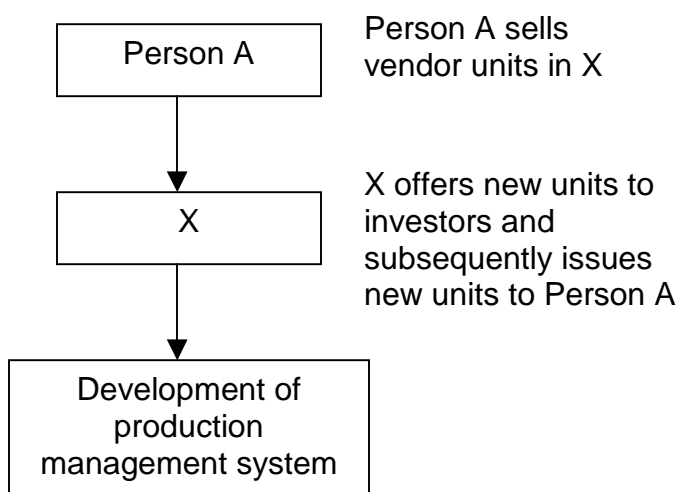 Person A
Person A sells
vendor units in X
X
X offers new units to
investors and
subsequently issues
new units to Person A
Development of
production
management system